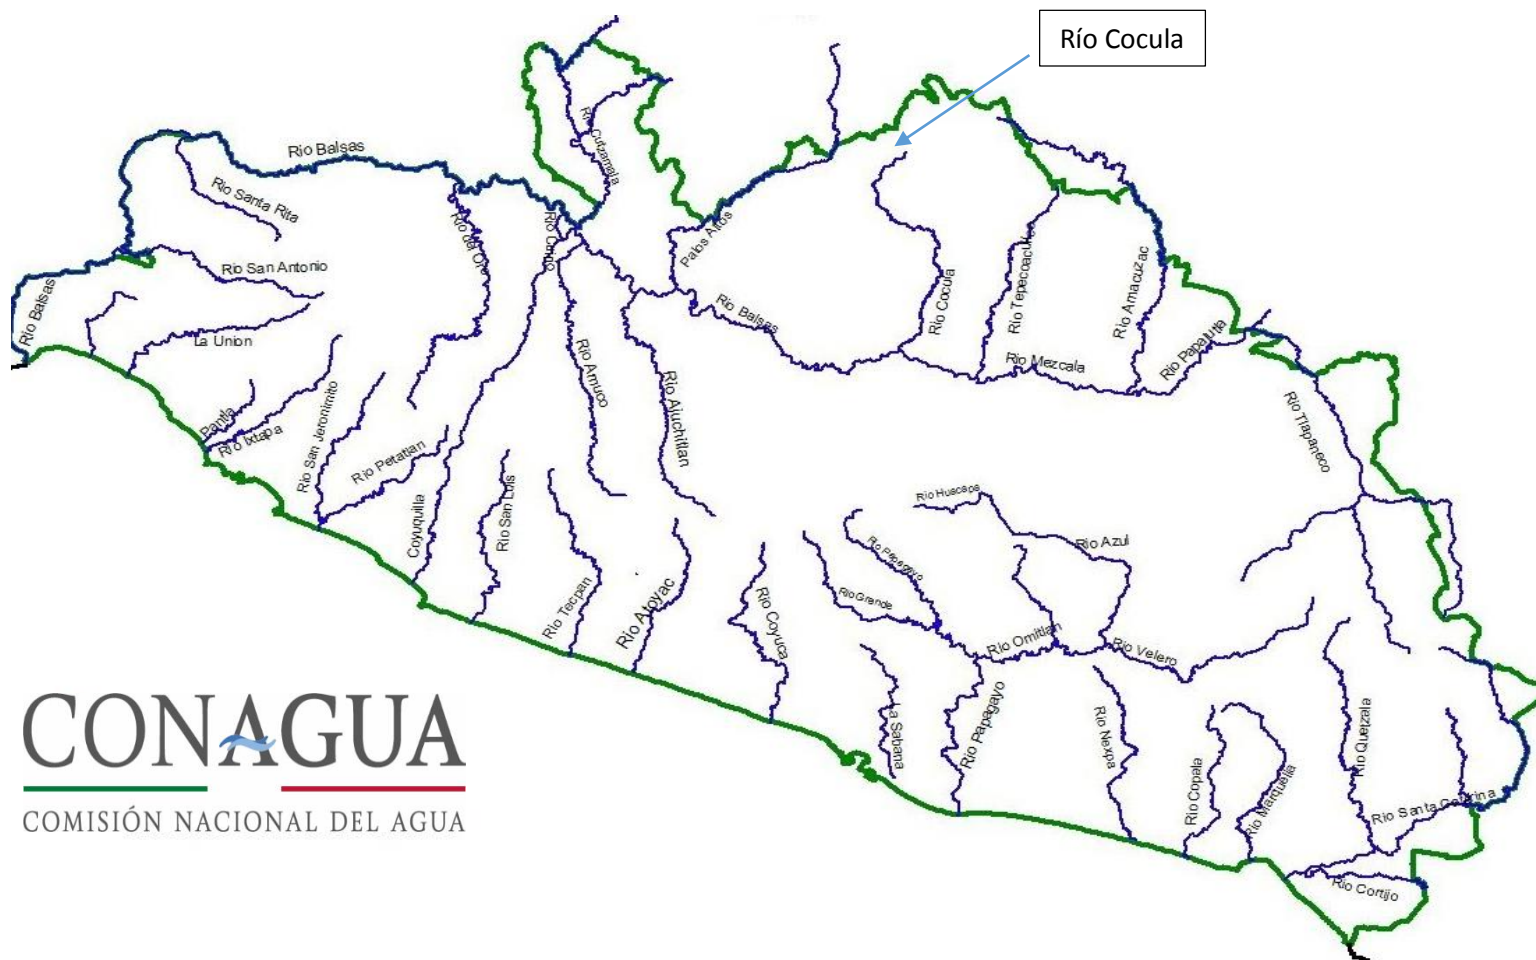 Río Cocula
Rio Balsas
Rio Cutzamala
Rio Santa Rita
Rio del Oro
Palos Altos
Rio San Antonio
Rio Balsas
Rio Balsas
Rio Cocula
Rio Tepecoacuilco
Rio Amacuzac
La Union
Rio Amuco
Rio Mezcala
Rio Papalutla
Rio Ajuchitlan
Rio Tlapaneco
Pantla
Rio Ixtapa
Rio San Jeronimito
Rio Petatlan
Coyuquilla
Rio San Luis
Rio Huacapa
Rio Azul
Rio Papagayo
Rio Grande
Rio Tecpan
Rio Atoyac
Rio Coyuca
Rio Omitlan
Rio Velero
La Sabana
Rio Papagayo
Rio Nexpa
Rio Copala
Rio Marquelia
Rio Quetzala
Rio Santa Catarina
Rio Cortijo
CONAGUA
COMISIÓN NACIONAL DEL AGUA